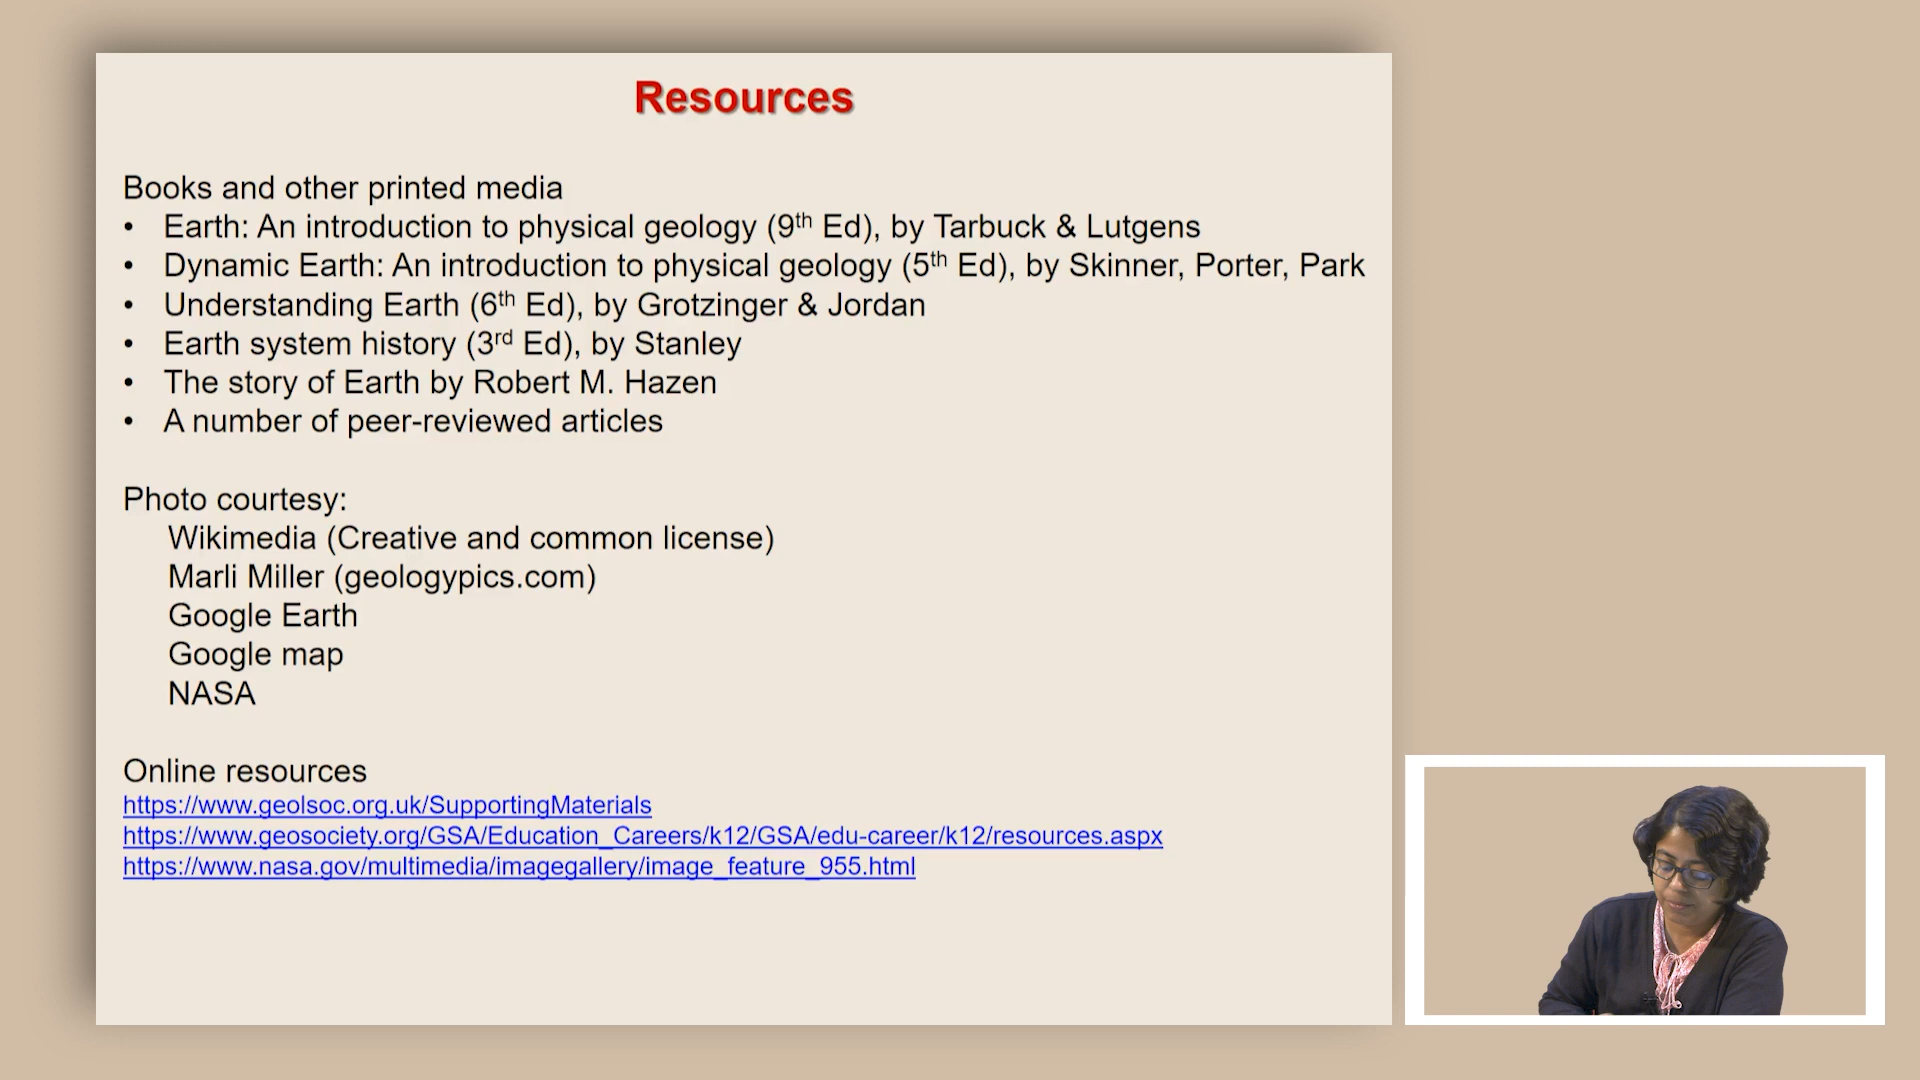 Resources
Books and other printed media
• Earth: An introduction to physical geology (9th Ed), by Tarbuck & Lutgens
• Dynamic Earth: An introduction to physical geology (5th Ed), by Skinner, Porter, Park
• Understanding Earth (6th Ed), by Grotzinger & Jordan
• Earth system history (3rd Ed), by Stanley
• The story of Earth by Robert M. Hazen
• A number of peer-reviewed articles
Photo courtesy:
Wikimedia (Creative and common license)
Marli Miller (geologypics.com)
Google Earth
Google map
NASA
Online resources
https://www.geolsoc.org.uk/SupportingMaterials
https://www.geosociety.org/GSA/Education_Careers/k12/GSA/edu-career/k12/resources.aspx
https://www.nasa.gov/multimedia/imagegallery/image_feature_955.html